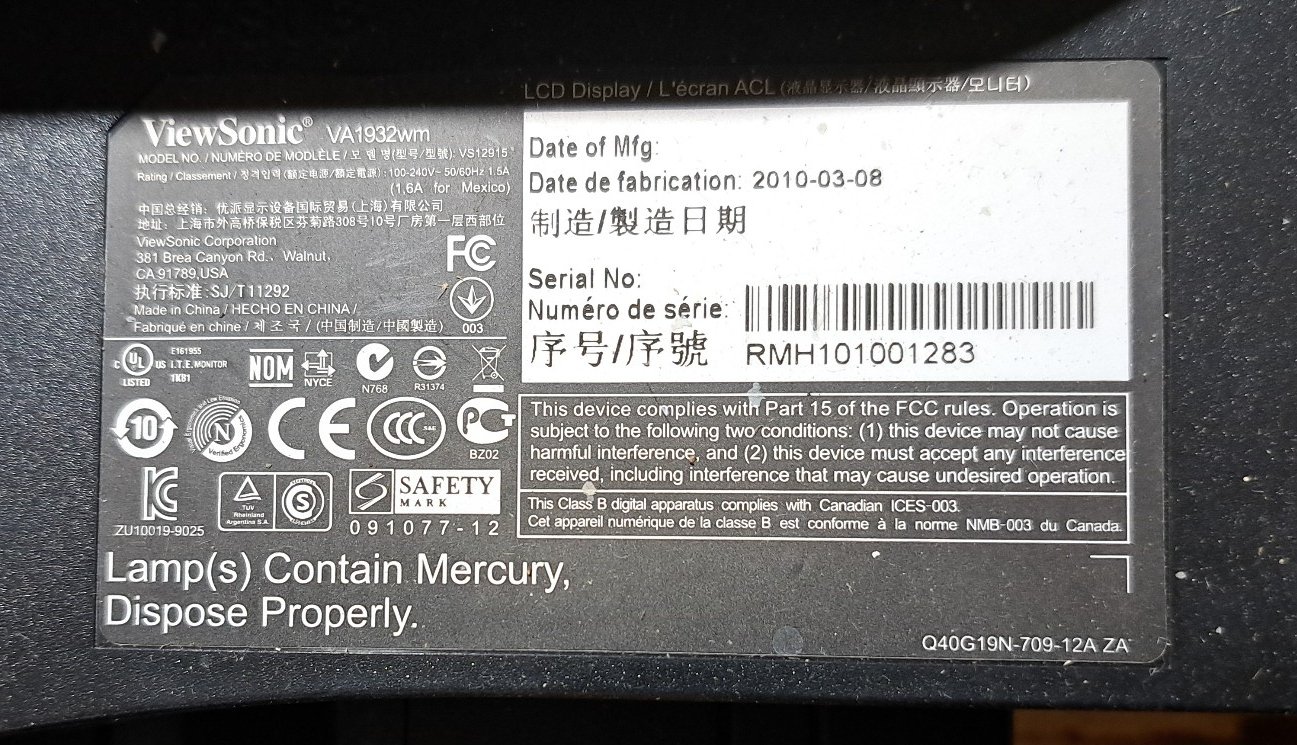 LCD Display / L'écran ACL (液晶显示器/液晶顯示器/모니터)
ViewSonic® VA1932wm
MODEL NO. / NUMÉRO DE MODLÈLE / 모 델 명(型号/型號): VS12915
Rating / Classement / 정격입력 (额定电源/額定電源) : 100-240V~ 50/60Hz 1.5A
(1.6A for Mexico)
中国总经销: 优派显示设备国际贸易(上海)有限公司
地址: 上海市外高桥保税区芬菊路308号10号厂房第一层西部位
ViewSonic Corporation
381 Brea Canyon Rd., Walnut,
CA 91789,USA
执行标准:SJ/T11292
Made in China / HECHO EN CHINA /
Fabriqué en chine / 제 조 국 / (中国制造/中國製造)
FC
003
Date of Mfg:
Date de fabrication: 2010-03-08
制造/製造日期
Serial No:
Numéro de série:
序号/序號 RMH101001283
c UL US LISTED
E161955
I.T.E.MONITOR
1K81
NOM
NYCE
N768
R31374
10
N
Verified
CE
CCC S&E
PCT
BZ02
KC
ZU10019-9025
TUV
Rheinland
Argentina S.A.
S
S SAFETY
MARK
091077-12
This device complies with Part 15 of the FCC rules. Operation is
subject to the following two conditions: (1) this device may not cause
harmful interference, and (2) this device must accept any interference
received, including interference that may cause undesired operation.
This Class B digital apparatus complies with Canadian ICES-003.
Cet appareil numérique de la classe B est conforme à la norme NMB-003 du Canada.
Lamp(s) Contain Mercury,
Dispose Properly.
Q40G19N-709-12A ZA